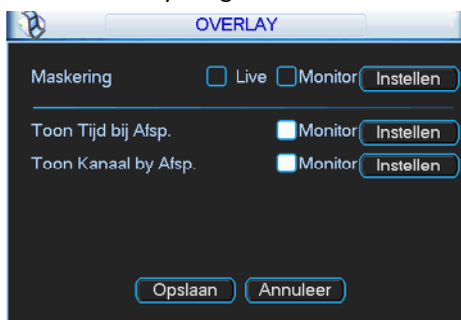 OVERLAY
Maskering Live Monitor Instellen
Toon Tijd bij Afsp. Monitor Instellen
Toon Kanaal by Afsp. Monitor Instellen
Opslaan Annuleer